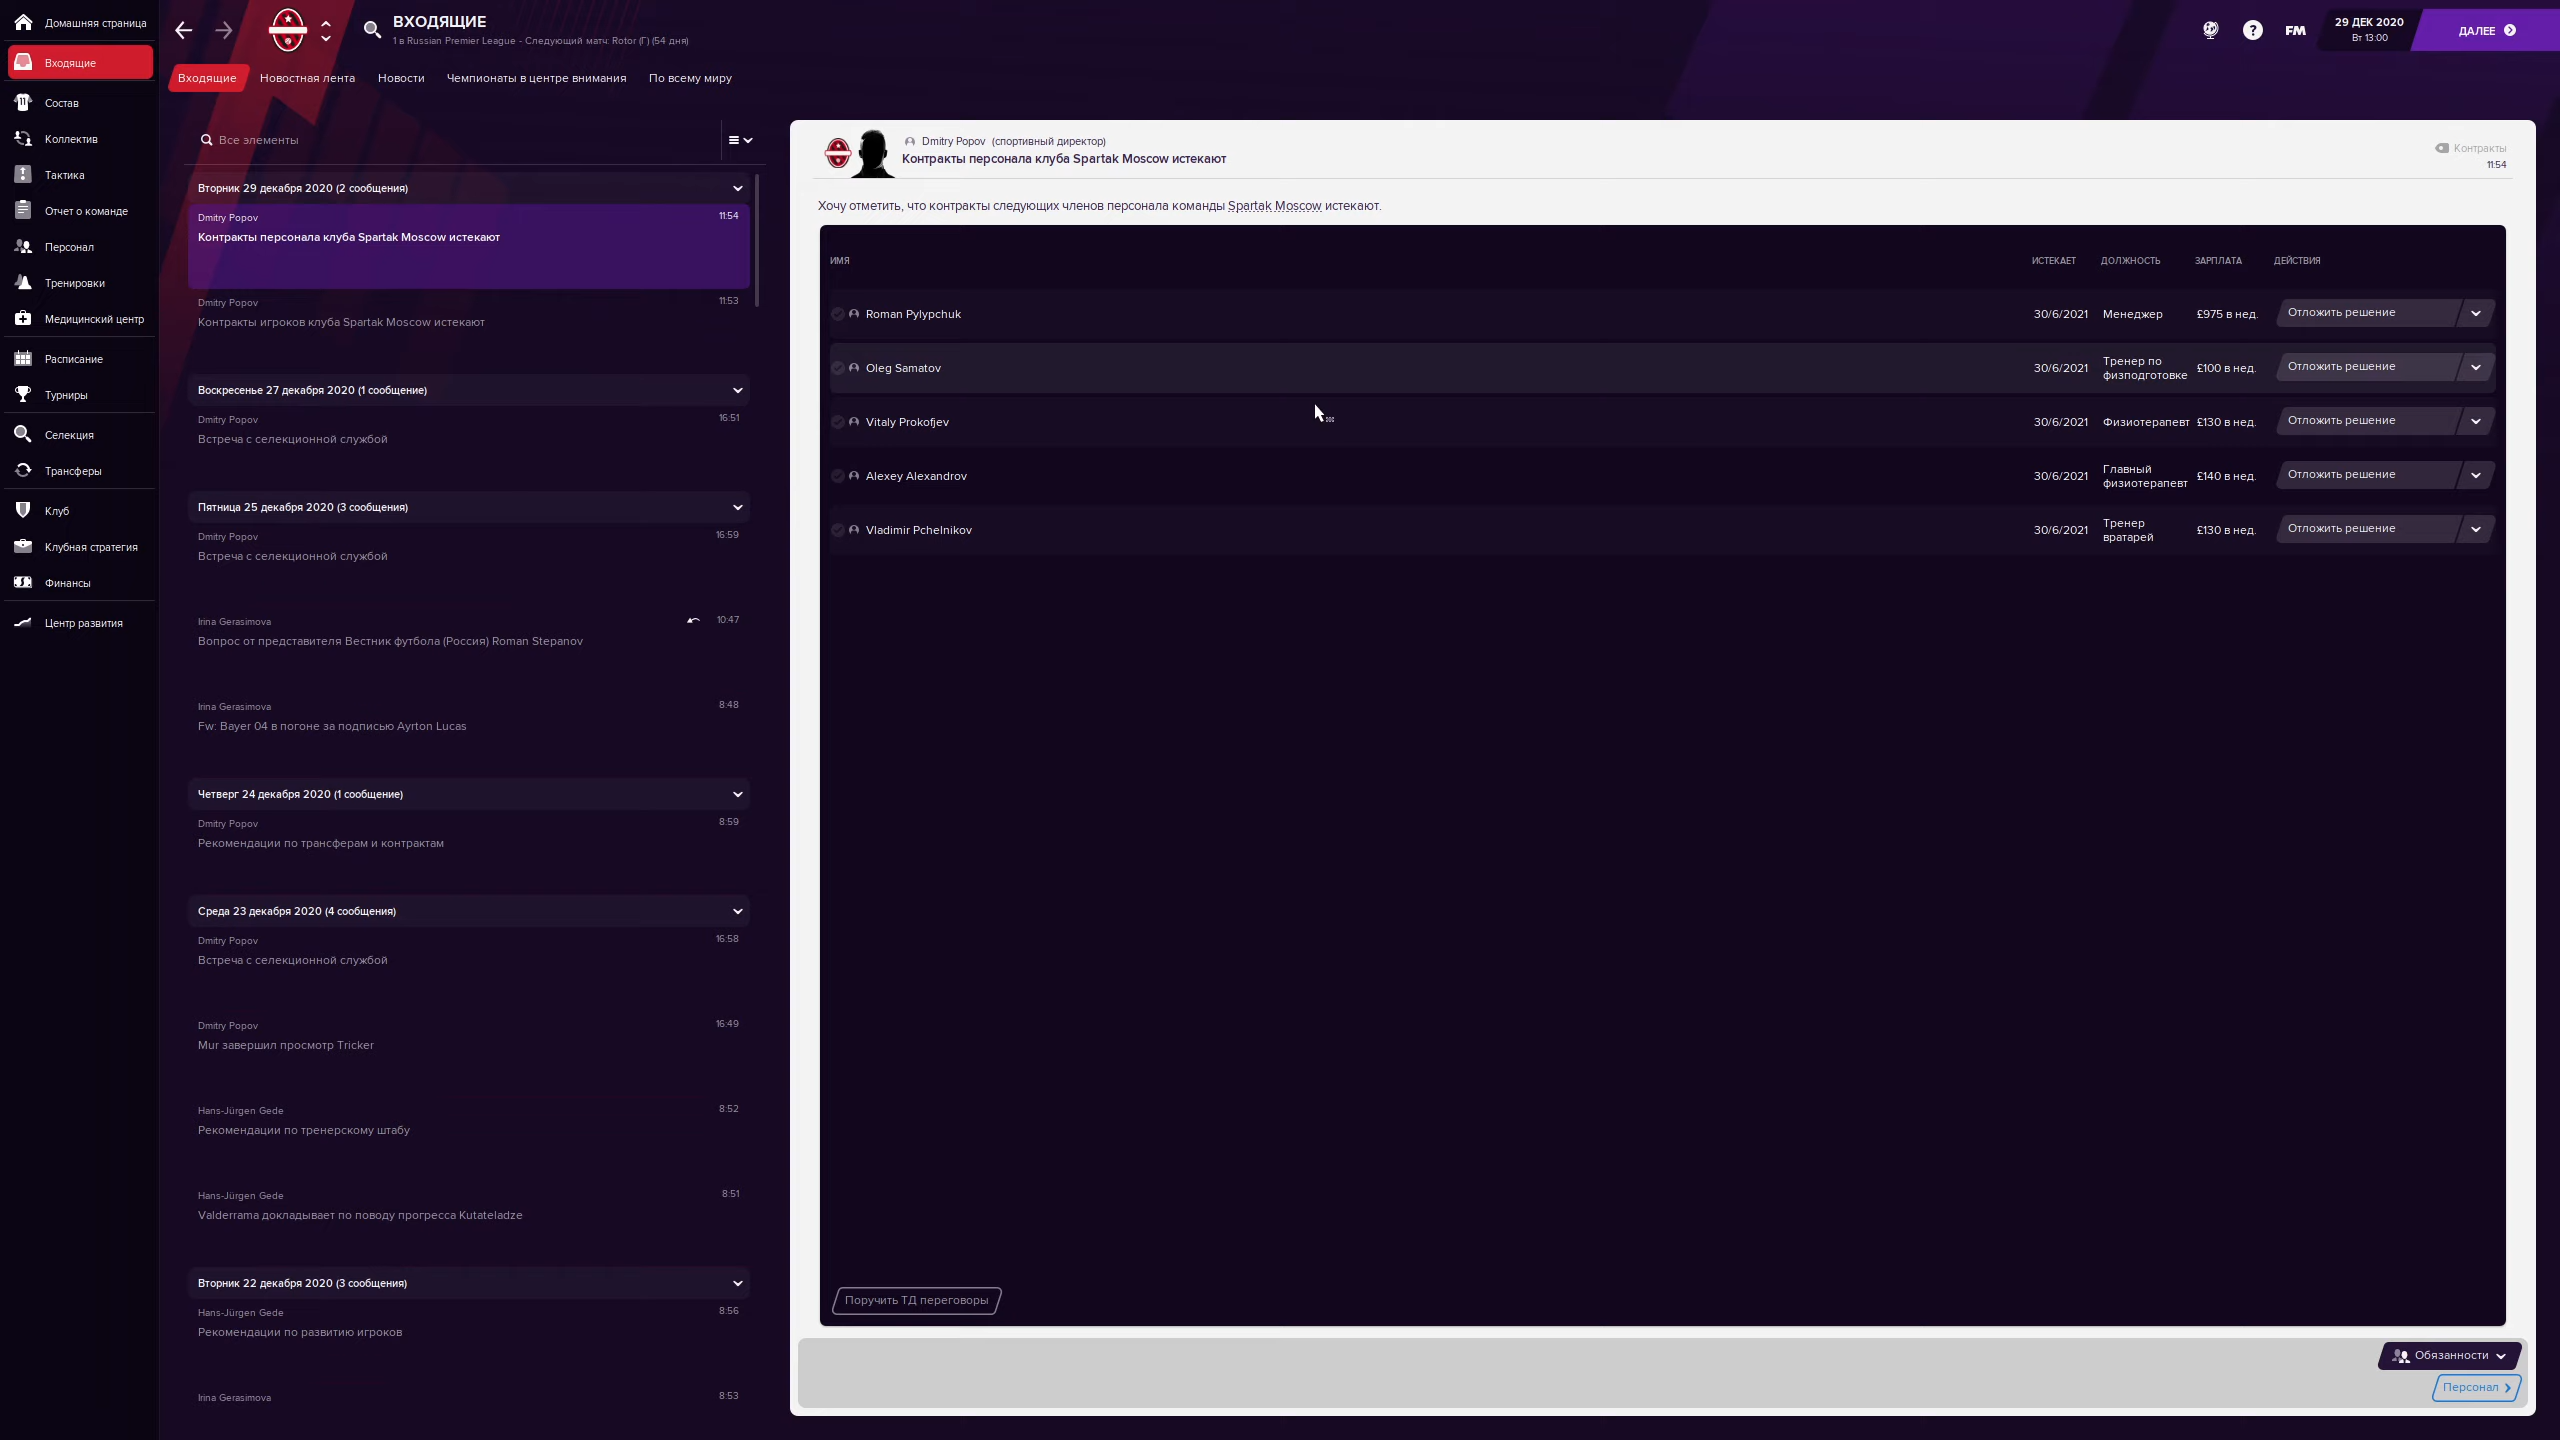 Домашняя страница
Входящие
Состав
Коллектив
Тактика
Отчет о команде
Персонал
Тренировки
Медицинский центр
Расписание
Турниры
Селекция
Трансферы
Клуб
Клубная стратегия
Финансы
Центр развития
ВХОДЯЩИЕ
1 в Russian Premier League - Следующий матч: Rotor (Г) (54 дня)
FM
29 ДЕК 2020
Вт 13:00
ДАЛЕЕ
Входящие Новостная лента Новости Чемпионаты в центре внимания По всему миру
Все элементы
Вторник 29 декабря 2020 (2 сообщения)
Dmitry Popov 11:54
Контракты персонала клуба Spartak Moscow истекают
Dmitry Popov 11:53
Контракты игроков клуба Spartak Moscow истекают
Воскресенье 27 декабря 2020 (1 сообщение)
Dmitry Popov 16:51
Встреча с селекционной службой
Пятница 25 декабря 2020 (3 сообщения)
Dmitry Popov 16:59
Встреча с селекционной службой
Irina Gerasimova 10:47
Вопрос от представителя Вестник футбола (Россия) Roman Stepanov
Irina Gerasimova 8:48
Fw: Bayer 04 в погоне за подписью Ayrton Lucas
Четверг 24 декабря 2020 (1 сообщение)
Dmitry Popov 8:59
Рекомендации по трансферам и контрактам
Среда 23 декабря 2020 (4 сообщения)
Dmitry Popov 16:58
Встреча с селекционной службой
Dmitry Popov 16:49
Mur завершил просмотр Tricker
Hans-Jürgen Gede 8:52
Рекомендации по тренерскому штабу
Hans-Jürgen Gede 8:51
Valderrama докладывает по поводу прогресса Kutateladze
Вторник 22 декабря 2020 (3 сообщения)
Hans-Jürgen Gede 8:56
Рекомендации по развитию игроков
Irina Gerasimova 8:53
Dmitry Popov (спортивный директор)
Контракты персонала клуба Spartak Moscow истекают
Контракты
11:54
Хочу отметить, что контракты следующих членов персонала команды Spartak Moscow истекают.
ИМЯ ИСТЕКАЕТ ДОЛЖНОСТЬ ЗАРПЛАТА ДЕЙСТВИЯ
Roman Pylypchuk 30/6/2021 Менеджер £975 в нед. Отложить решение
Oleg Samatov 30/6/2021 Тренер по физподготовке £100 в нед. Отложить решение
Vitaly Prokofjev 30/6/2021 Физиотерапевт £130 в нед. Отложить решение
Alexey Alexandrov 30/6/2021 Главный физиотерапевт £140 в нед. Отложить решение
Vladimir Pchelnikov 30/6/2021 Тренер вратарей £130 в нед. Отложить решение
Поручить ТД переговоры
Обязанности
Персонал